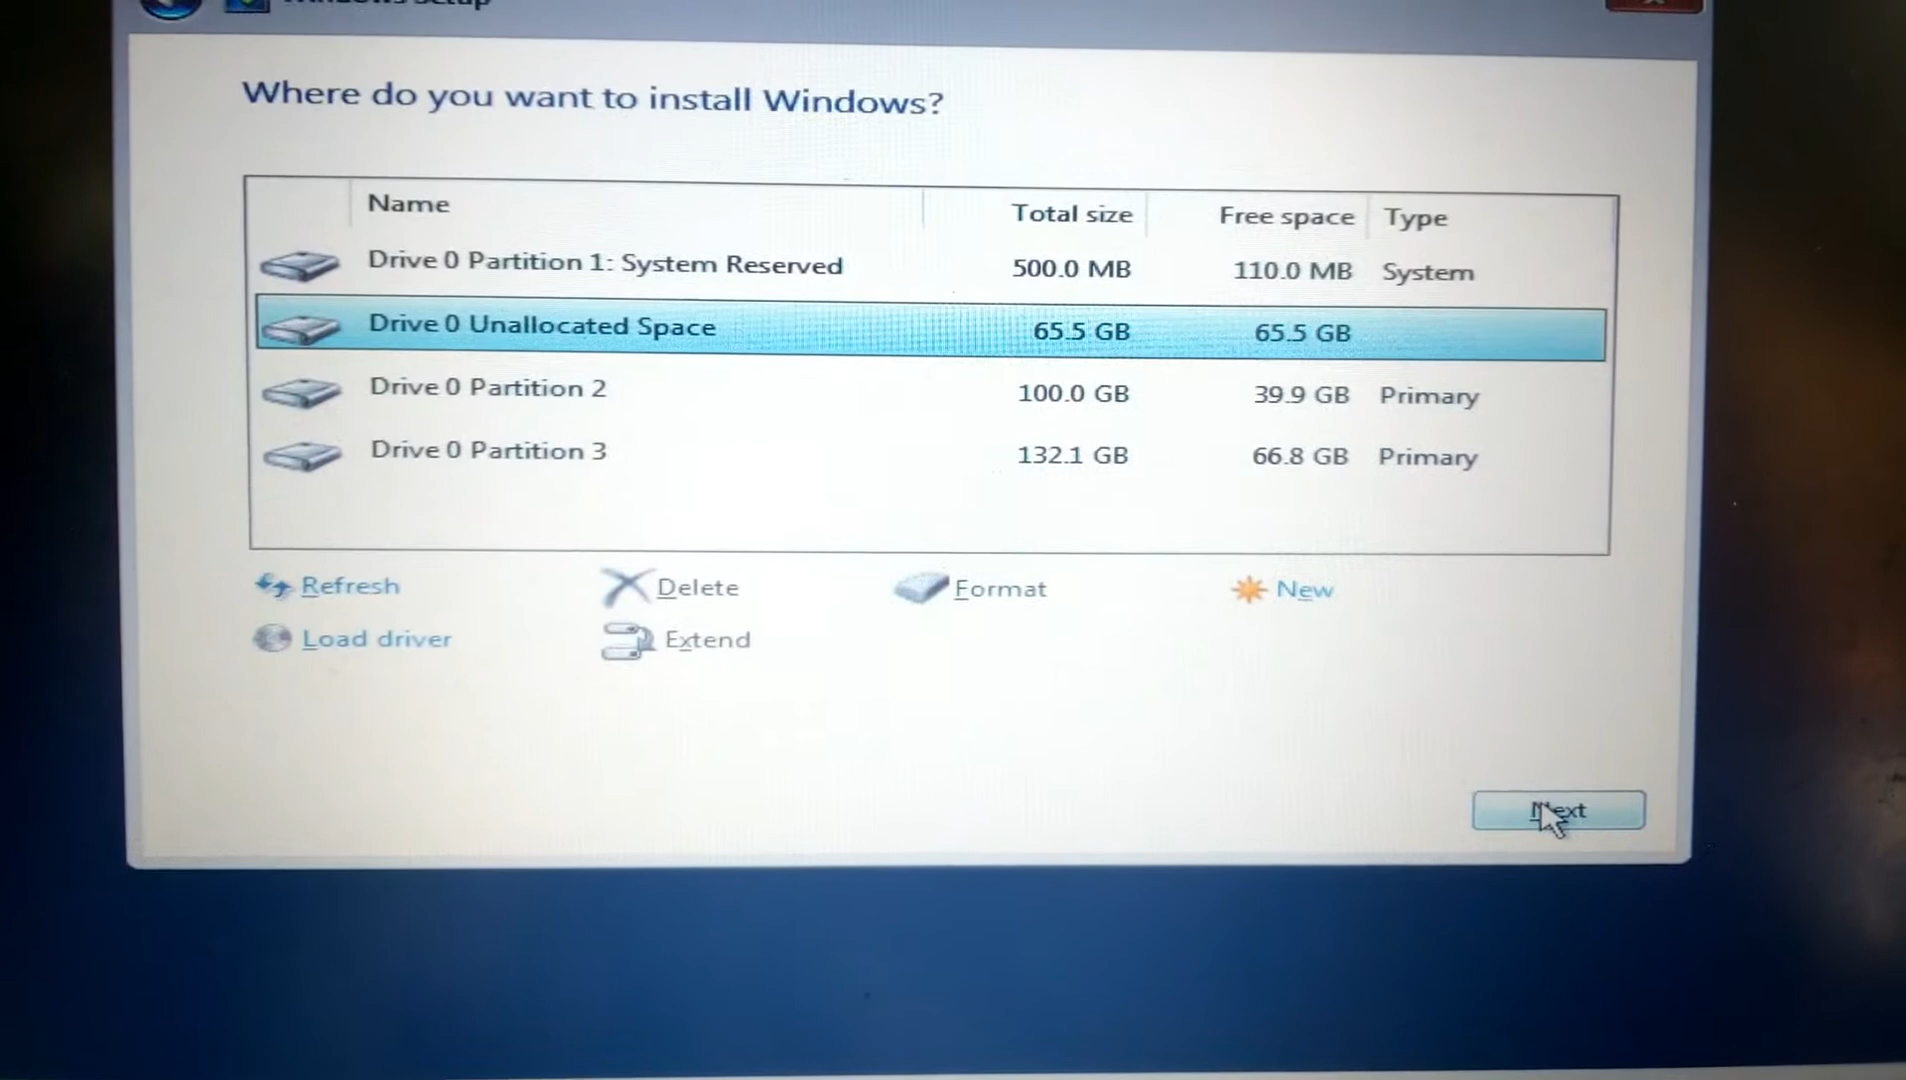 Where do you want to install Windows?
Name Total size Free space Type
Drive 0 Partition 1: System Reserved 500.0 MB 110.0 MB System
Drive 0 Unallocated Space 65.5 GB 65.5 GB
Drive 0 Partition 2 100.0 GB 39.9 GB Primary
Drive 0 Partition 3 132.1 GB 66.8 GB Primary
Refresh Delete Format New
Load driver Extend
Next